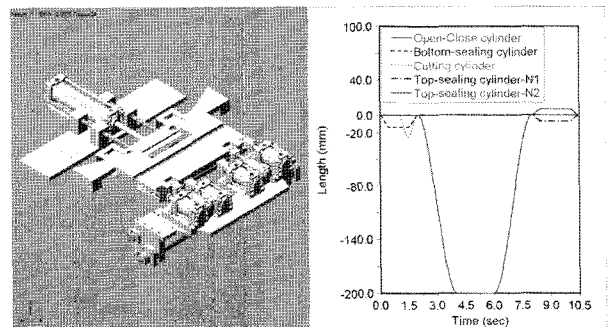 100.0
Open-Close cylinder
Bottom-sealing cylinder
Cutting cylinder
Top-sealing cylinder-N1
Top-sealing cylinder-N2
40.0
0.0
-20.0
-80.0
-140.0
-200.0
Length (mm)
0.0 1.5 3.0 4.5 6.0 7.5 9.0 10.5
Time (sec)